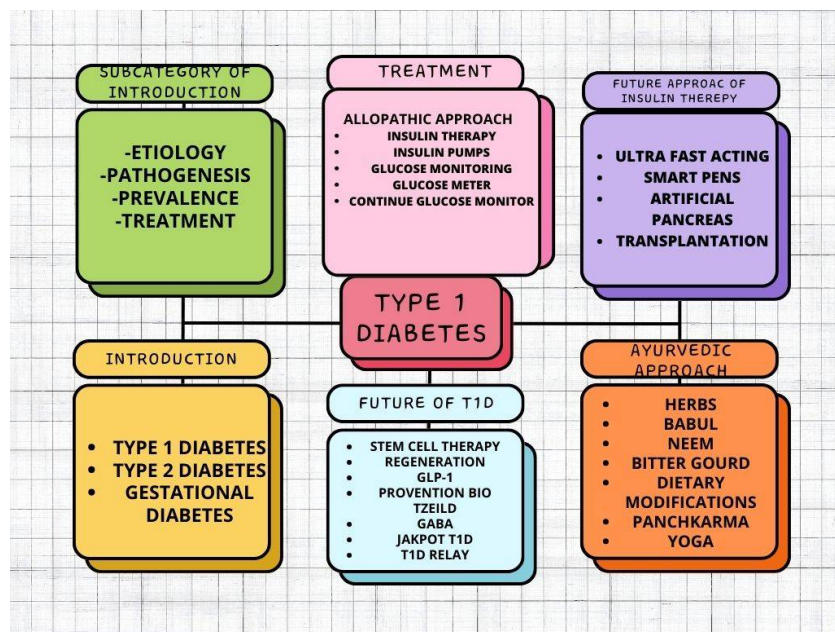 SUBCATEGORY OF
INTRODUCTION
-ETIOLOGY
-PATHOGENESIS
-PREVALENCE
-TREATMENT
TREATMENT
ALLOPATHIC APPROACH
• INSULIN THERAPY
• INSULIN PUMPS
• GLUCOSE MONITORING
• GLUCOSE METER
• CONTINUE GLUCOSE MONITOR
FUTURE APPROAC OF
INSULIN THEREPY
• ULTRA FAST ACTING
• SMART PENS
• ARTIFICIAL
PANCREAS
• TRANSPLANTATION
TYPE 1
DIABETES
INTRODUCTION
• TYPE 1 DIABETES
• TYPE 2 DIABETES
• GESTATIONAL
DIABETES
FUTURE OF T1D
• STEM CELL THERAPY
• REGENERATION
• GLP-1
• PROVENTION BIO
TZEILD
• GABA
• JAKPOT T1D
• T1D RELAY
AYURVEDIC
APPROACH
• HERBS
• BABUL
• NEEM
• BITTER GOURD
• DIETARY
MODIFICATIONS
• PANCHKARMA
• YOGA